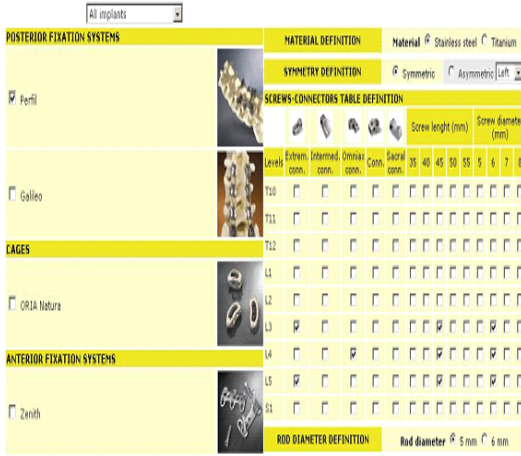 All implants
POSTERIOR FIXATION SYSTEMS
Perfil
Galileo
CAGES
ORIA Natura
ANTERIOR FIXATION SYSTEMS
Zenith
MATERIAL DEFINITION Material Stainless steel Titanium
SYMMETRY DEFINITION Symmetric Asymmetric Left
SCREWS-CONNECTORS TABLE DEFINITION
Screw lenght (mm) Screw diamete (mm)
Levels Extrem. conn. Intermed. conn. Omniax conn. Conn. Sacral conn. 35 40 45 50 55 5 6 7 8
T10
T11
T12
L1
L2
L3
L4
L5
S1
ROD DIAMETER DEFINITION Rod diameter 5 mm 6 mm